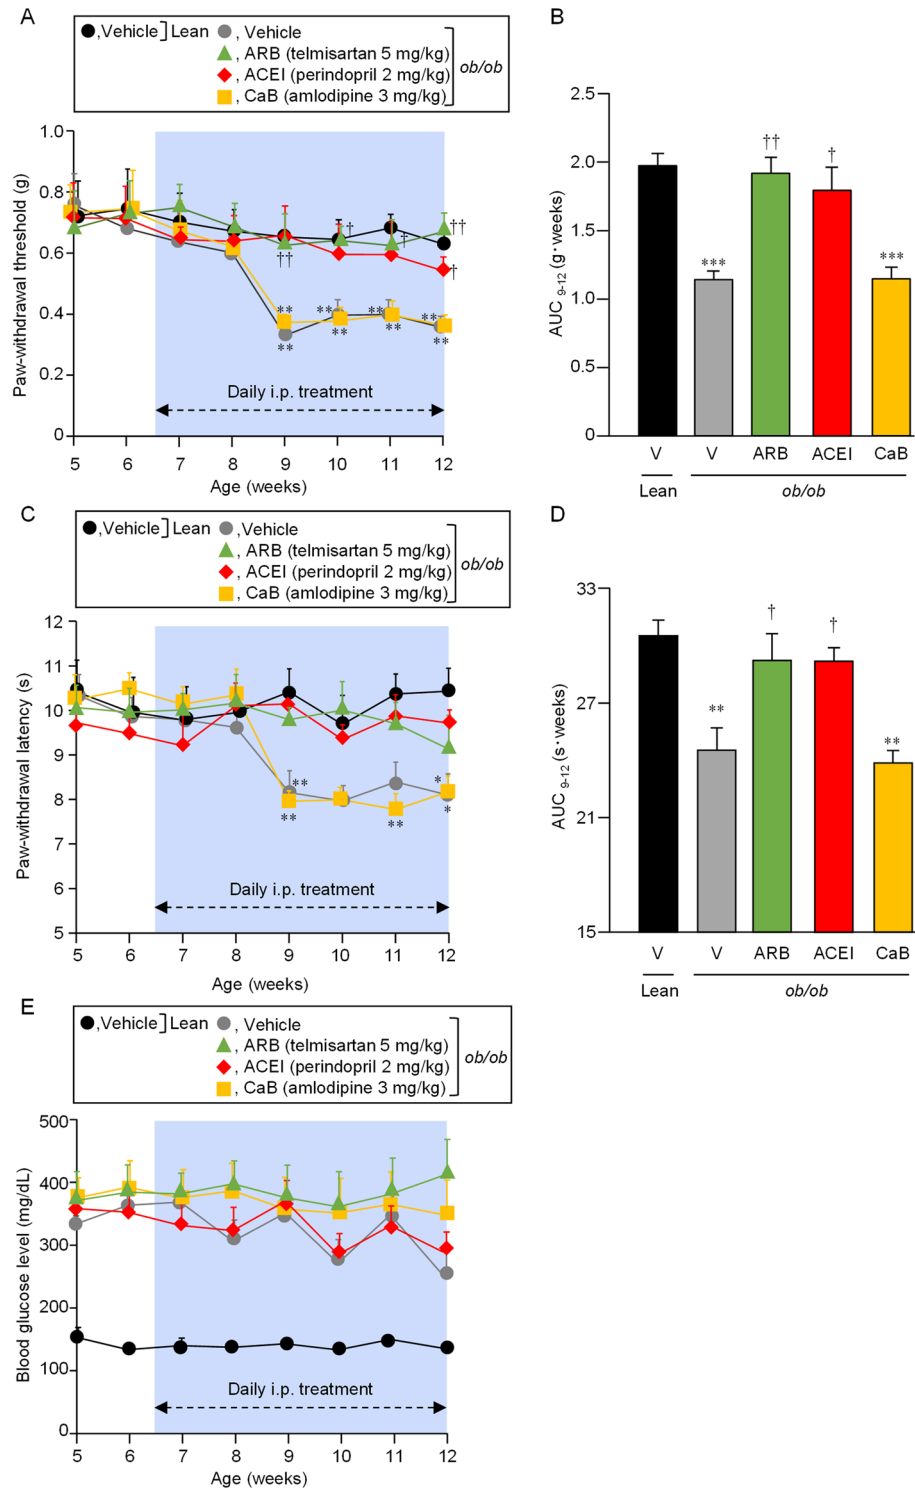 A
, Vehicle ] Lean , Vehicle
, ARB (telmisartan 5 mg/kg)
, ACEI (perindopril 2 mg/kg)
, CaB (amlodipine 3 mg/kg)
ob/ob
Paw-withdrawal threshold (g)
1.0
0.8
0.6
0.4
0.2
0
††
†
†
††
†
** ** ** **
** ** ** **
Daily i.p. treatment
5 6 7 8 9 10 11 12
Age (weeks)
B
AUC 9-12 (g·weeks)
2.5
2.0
1.5
1.0
0.5
0
***
††
†
***
V V ARB ACEI CaB
Lean ob/ob
C
,Vehicle ] Lean ,Vehicle
, ARB (telmisartan 5 mg/kg)
, ACEI (perindopril 2 mg/kg)
, CaB (amlodipine 3 mg/kg)
ob/ob
Paw-withdrawal latency (s)
12
11
10
9
8
7
6
5
** *
** ** *
Daily i.p. treatment
5 6 7 8 9 10 11 12
Age (weeks)
D
AUC 9-12 (s·weeks)
33
27
21
15
**
†
†
**
V V ARB ACEI CaB
Lean ob/ob
E
,Vehicle ] Lean , Vehicle
, ARB (telmisartan 5 mg/kg)
, ACEI (perindopril 2 mg/kg)
, CaB (amlodipine 3 mg/kg)
ob/ob
Blood glucose level (mg/dL)
500
400
300
200
100
0
Daily i.p. treatment
5 6 7 8 9 10 11 12
Age (weeks)